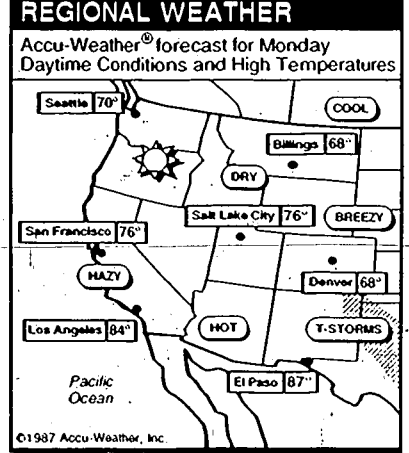 REGIONAL WEATHER
Accu-Weather® forecast for Monday
Daytime Conditions and High Temperatures
Seattle 70°
COOL
Billings 68°
DRY
Salt Lake City 76°
BREEZY
San Francisco 76°
HAZY
Denver 68°
Los Angeles 84°
HOT
T-STORMS
Pacific
Ocean
El Paso 87°
©1987 Accu-Weather, Inc.